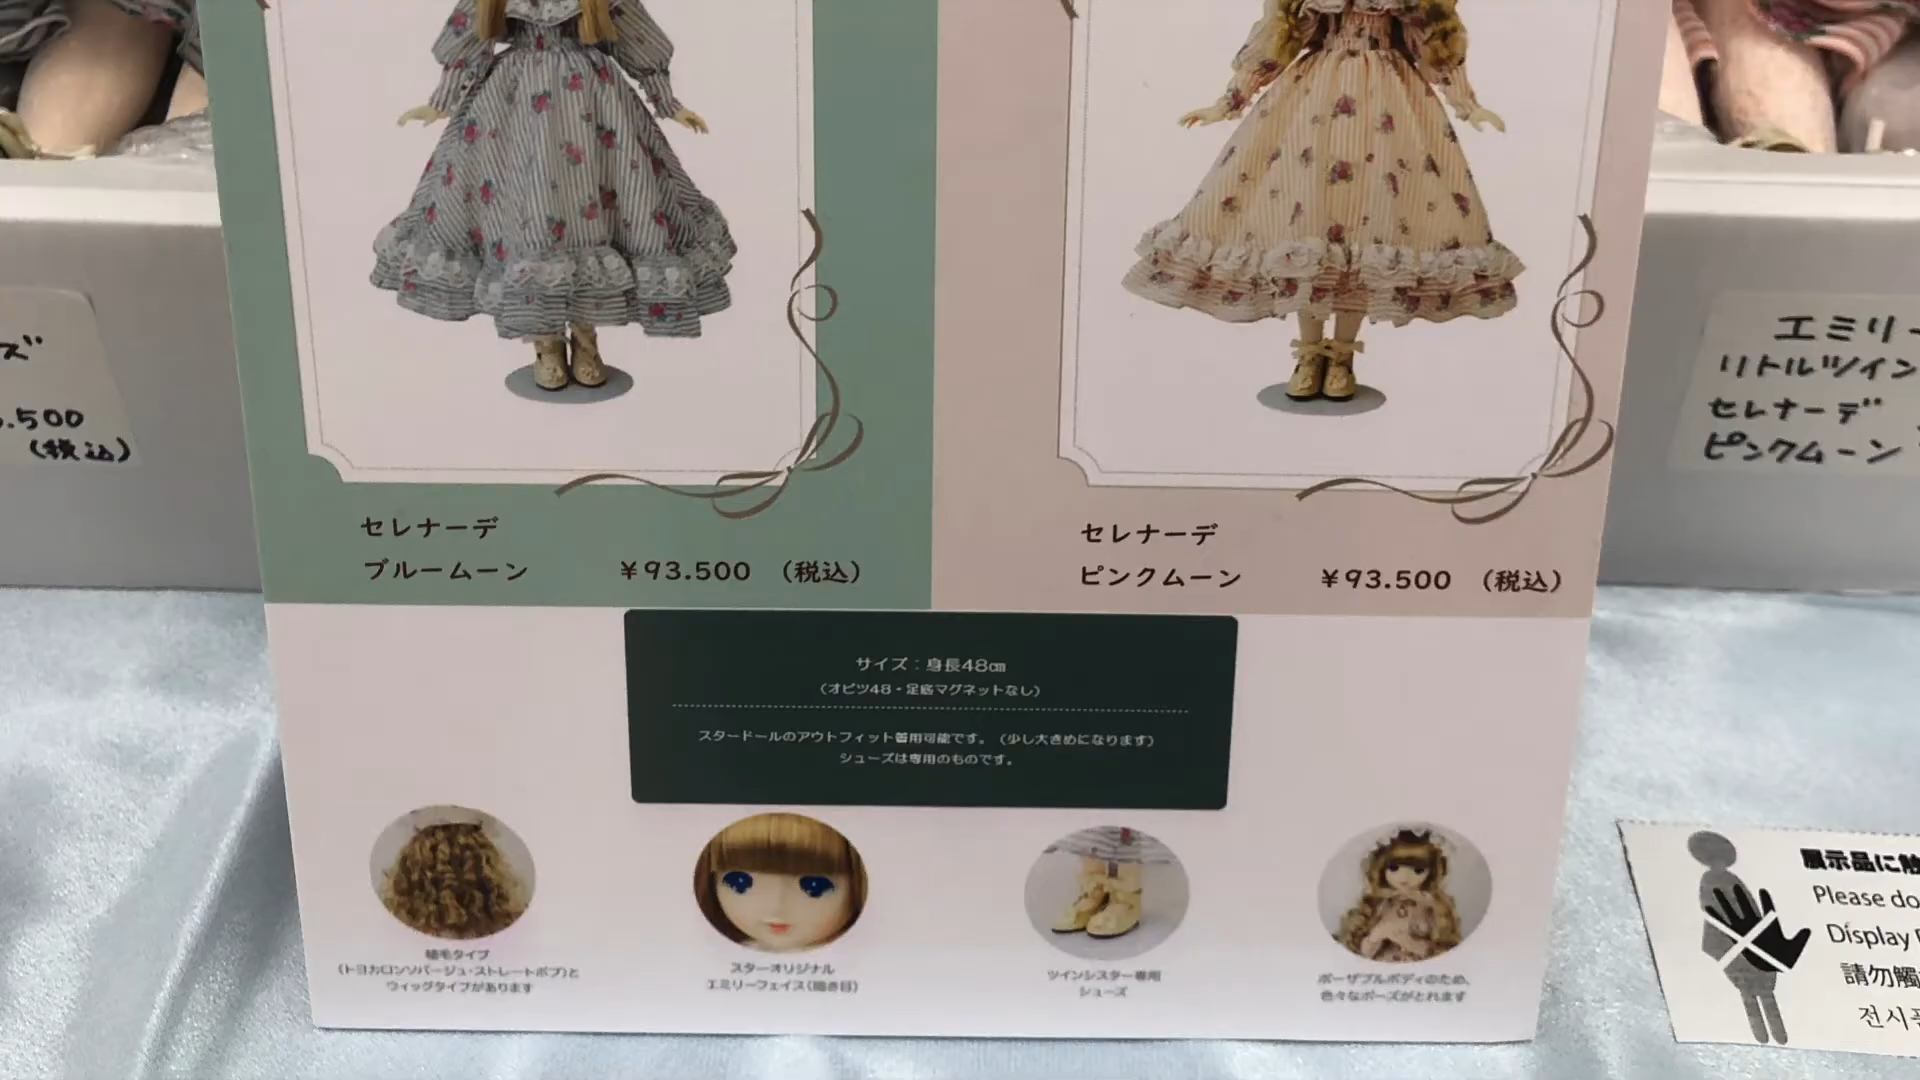 ズ
.500
(税込)
エミリー
リトルツイン
セレナーデ
ピンクムーン
セレナーデ
ブルームーン ￥93.500 (税込)
セレナーデ
ピンクムーン ￥93.500 (税込)
サイズ：身長48㎝
(オビツ48・足底マグネットなし)
スタードールのアウトフィット着用可能です。(少し大きめになります)
シューズは専用のものです。
植毛タイプ
(トヨカロンソバージュ・ストレートボブ)と
ウィッグタイプがあります
スターオリジナル
エミリーフェイス(描き目)
ツインシスター専用
シューズ
ポーザブルボディのため、
色々なポーズがとれます
展示品に触
Please do
Display
請勿觸
전시